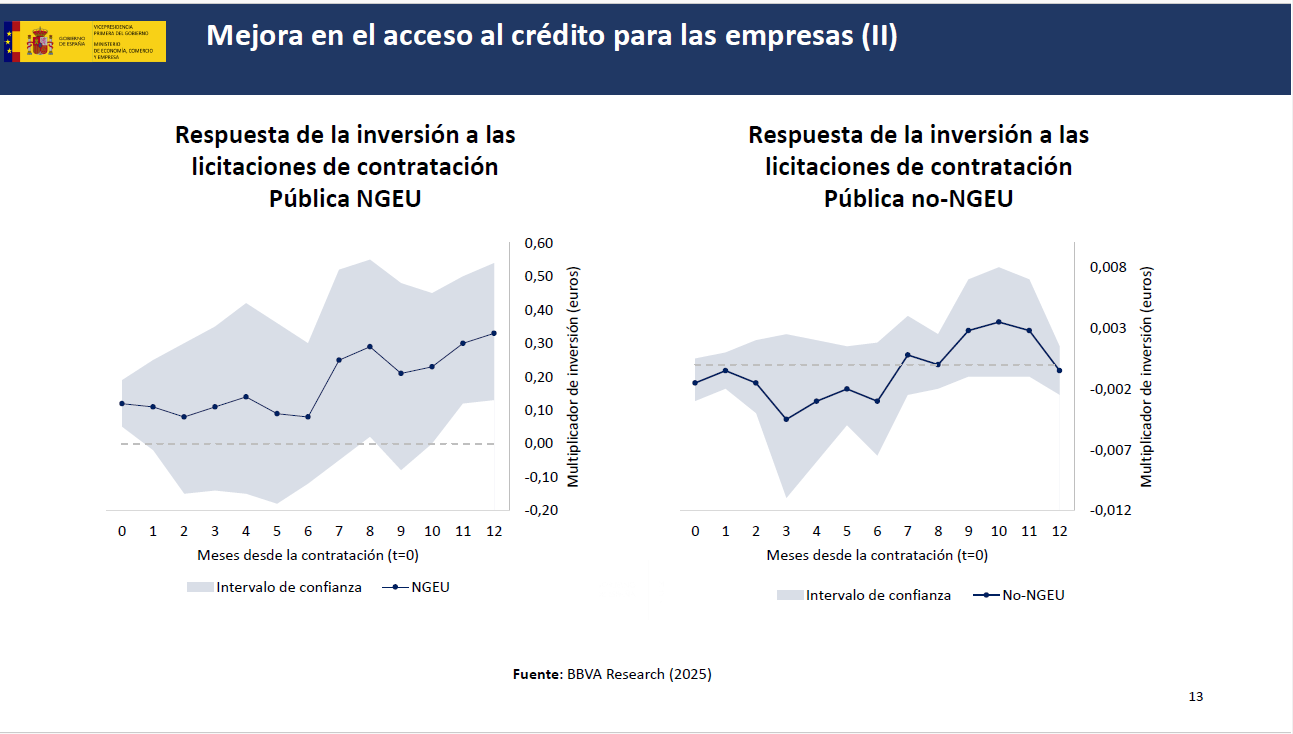 GOBIERNO
DE ESPAÑA
VICEPRESIDENCIA
PRIMERA DEL GOBIERNO
MINISTERIO
DE ECONOMÍA, COMERCIO
Y EMPRESA
Mejora en el acceso al crédito para las empresas (II)
Respuesta de la inversión a las
licitaciones de contratación
Pública NGEU
0,60
0,50
0,40
0,30
0,20
0,10
0,00
-0,10
-0,20
Multiplicador de inversión (euros)
0 1 2 3 4 5 6 7 8 9 10 11 12
Meses desde la contratación (t=0)
Intervalo de confianza NGEU
Respuesta de la inversión a las
licitaciones de contratación
Pública no-NGEU
0,008
0,003
-0,002
-0,007
-0,012
Multiplicador de inversión (euros)
0 1 2 3 4 5 6 7 8 9 10 11 12
Meses desde la contratación (t=0)
Intervalo de confianza No-NGEU
Fuente: BBVA Research (2025)
13